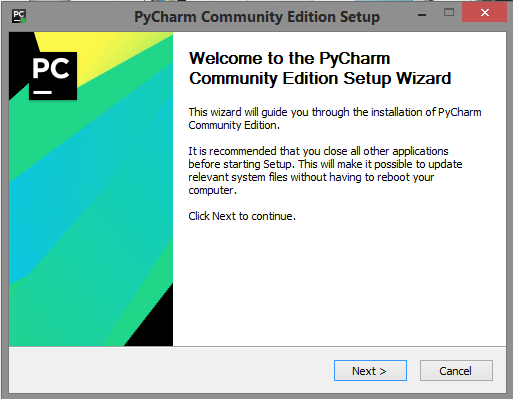 PyCharm Community Edition Setup
PC
Welcome to the PyCharm
Community Edition Setup Wizard
This wizard will guide you through the installation of PyCharm
Community Edition.
It is recommended that you close all other applications
before starting Setup. This will make it possible to update
relevant system files without having to reboot your
computer.
Click Next to continue.
Next >
Cancel